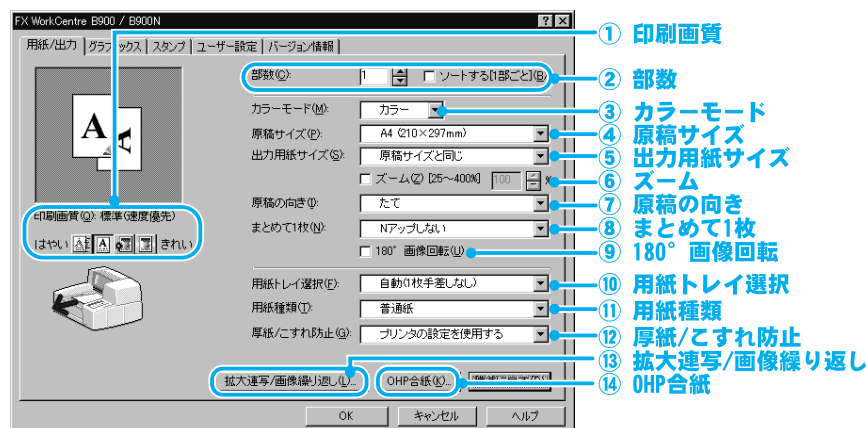 FX WorkCentre B900 / B900N
用紙/出力 グラフィックス スタンプ ユーザー設定 バージョン情報
① 印刷画質
部数(C): 1 ソートする[1部ごと](B)
② 部数
カラーモード(M): カラー
③ カラーモード
原稿サイズ(P): A4 (210×297mm)
④ 原稿サイズ
出力用紙サイズ(S): 原稿サイズと同じ
⑤ 出力用紙サイズ
ズーム(Z) [25～400%] 100 %
⑥ ズーム
原稿の向き(I): たて
⑦ 原稿の向き
印刷画質(Q): 標準(速度優先)
はやい きれい
まとめて1枚(N): Nアップしない
⑧ まとめて1枚
180° 画像回転(U)
⑨ 180° 画像回転
用紙トレイ選択(F): 自動(1枚手差しなし)
⑩ 用紙トレイ選択
用紙種類(T): 普通紙
⑪ 用紙種類
厚紙/こすれ防止(G): プリンタの設定を使用する
⑫ 厚紙/こすれ防止
⑬ 拡大連写/画像繰り返し
拡大連写/画像繰り返し(L)... OHP合紙(K)...
⑭ OHP合紙
OK キャンセル ヘルプ